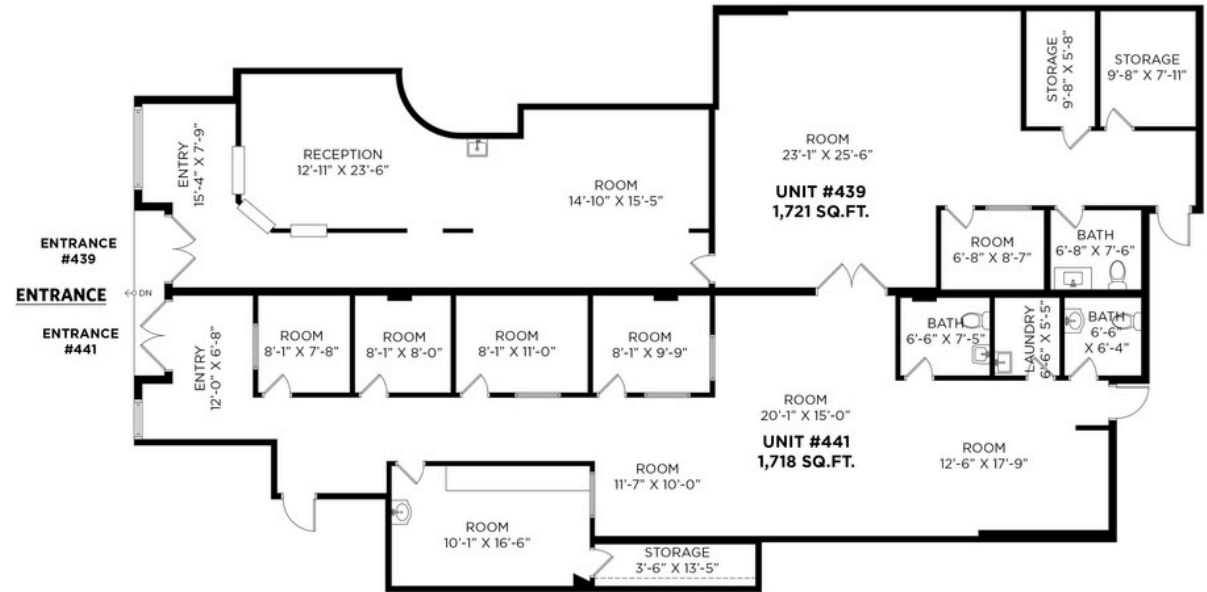 STORAGE
9'-8" X 5'-8"
STORAGE
9'-8" X 7'-11"
ENTRY
15'-4" X 7'-9"
RECEPTION
12'-11" X 23'-6"
ROOM
14'-10" X 15'-5"
ROOM
23'-1" X 25'-6"
UNIT #439
1,721 SQ.FT.
ROOM
6'-8" X 8'-7"
BATH
6'-8" X 7'-6"
ENTRANCE
#439
ENTRANCE
DN
ENTRANCE
#441
ENTRY
12'-0" X 6'-8"
ROOM
8'-1" X 7'-8"
ROOM
8'-1" X 8'-0"
ROOM
8'-1" X 11'-0"
ROOM
8'-1" X 9'-9"
BATH
6'-6" X 7'-5"
LAUNDRY
6'-6" X 5'-5"
BATH
6'-6"
X 6'-4"
ROOM
20'-1" X 15'-0"
UNIT #441
1,718 SQ.FT.
ROOM
12'-6" X 17'-9"
ROOM
11'-7" X 10'-0"
ROOM
10'-1" X 16'-6"
STORAGE
3'-6" X 13'-5"